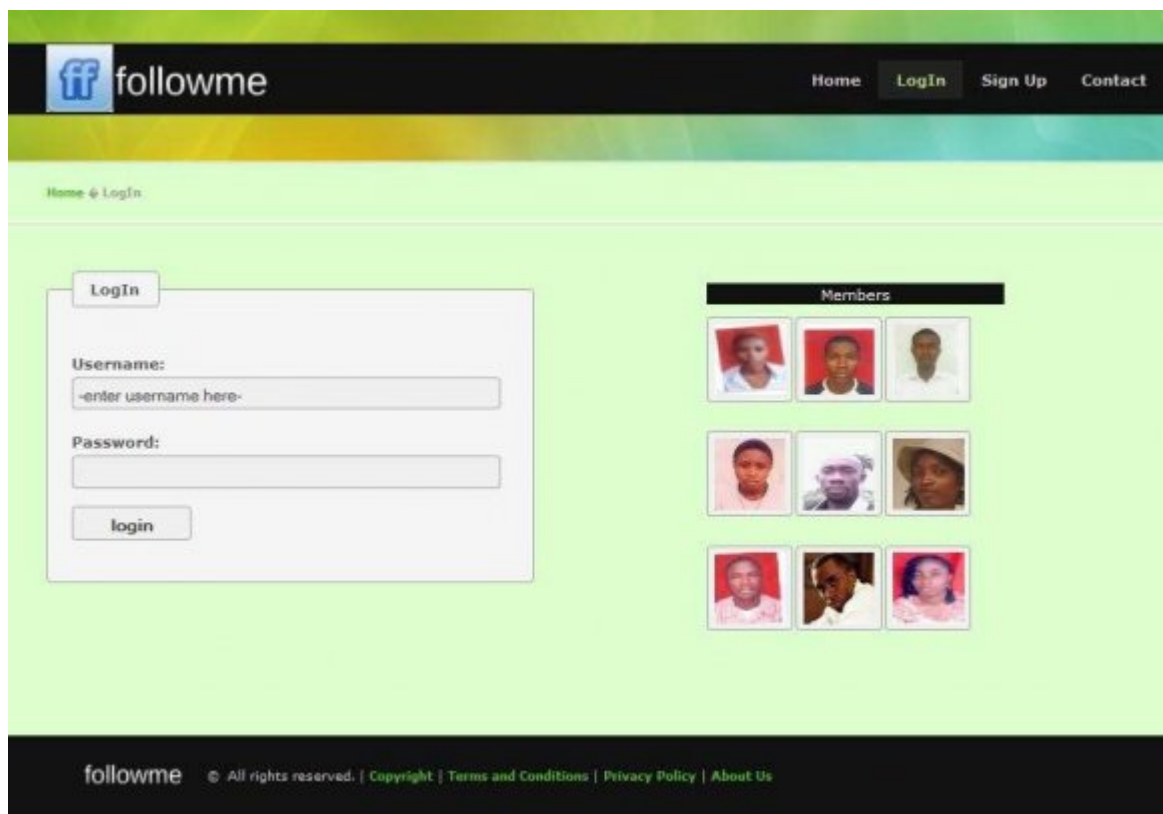 ff followme
Home LogIn Sign Up Contact
Home � LogIn
LogIn
Members
Username:
-enter username here-
Password:
login
followme © All rights reserved. | Copyright | Terms and Conditions | Privacy Policy | About Us